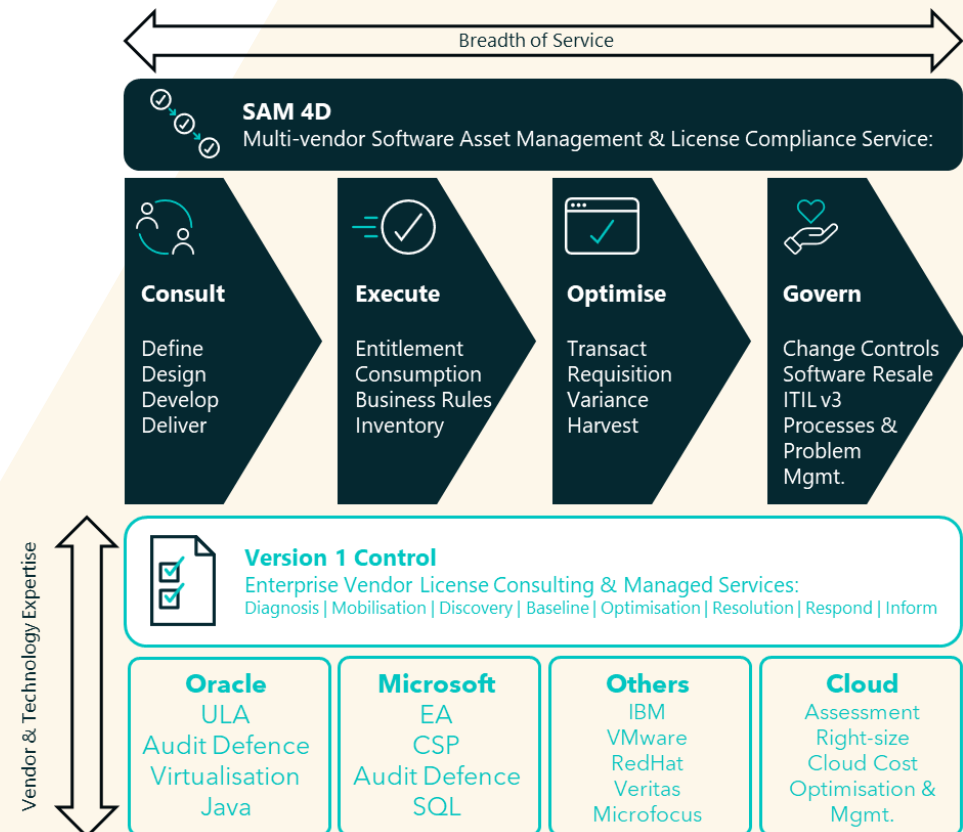 Breadth of Service
SAM 4D
Multi-vendor Software Asset Management & License Compliance Service:
Consult
Define
Design
Develop
Deliver
Execute
Entitlement
Consumption
Business Rules
Inventory
Optimise
Transact
Requisition
Variance
Harvest
Govern
Change Controls
Software Resale
ITIL v3
Processes &
Problem
Mgmt.
Vendor & Technology Expertise
Version 1 Control
Enterprise Vendor License Consulting & Managed Services:
Diagnosis | Mobilisation | Discovery | Baseline | Optimisation | Resolution | Respond | Inform
Oracle
ULA
Audit Defence
Virtualisation
Java
Microsoft
EA
CSP
Audit Defence
SQL
Others
IBM
VMware
RedHat
Veritas
Microfocus
Cloud
Assessment
Right-size
Cloud Cost
Optimisation &
Mgmt.